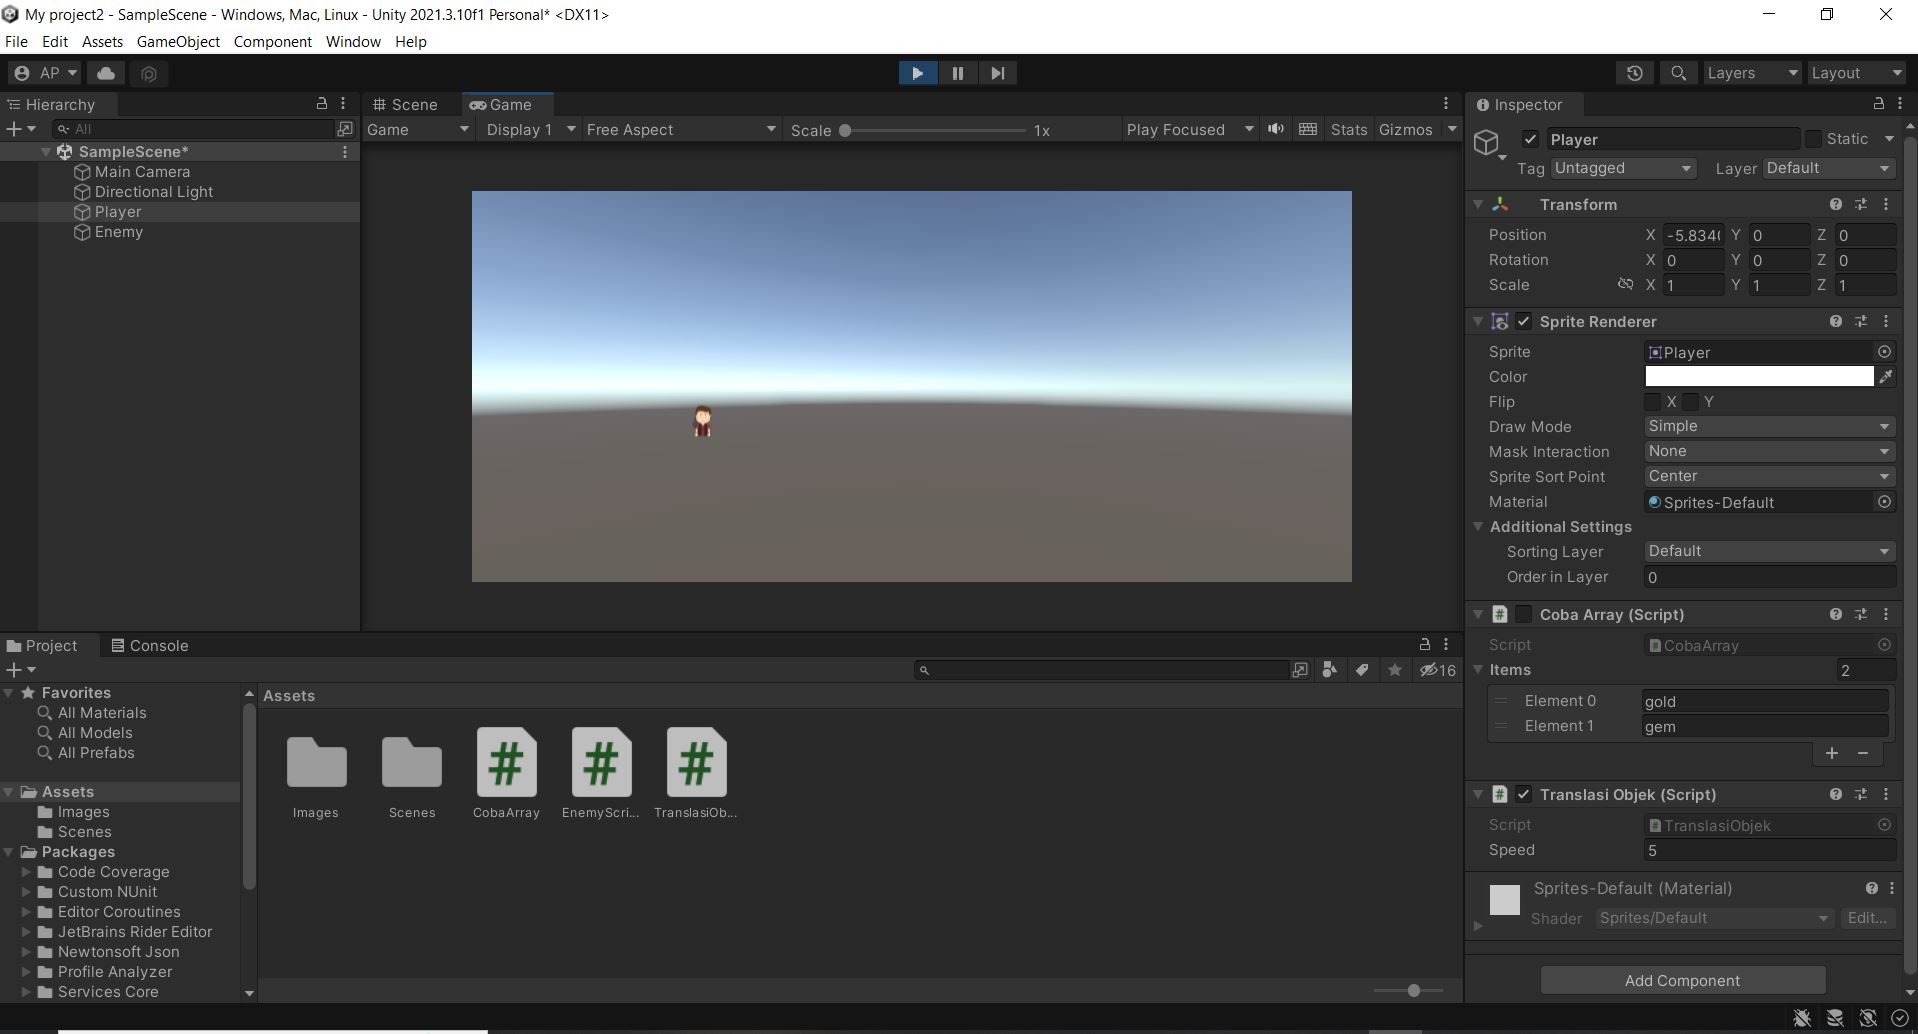 My project2 - SampleScene - Windows, Mac, Linux - Unity 2021.3.10f1 Personal* <DX11>
File Edit Assets GameObject Component Window Help
AP
Layers
Layout
Hierarchy
All
SampleScene*
Main Camera
Directional Light
Player
Enemy
Scene
Game
Game
Display 1
Free Aspect
Scale
1x
Play Focused
Stats
Gizmos
Inspector
Player
Static
Tag Untagged
Layer Default
Transform
Position X -5.834 Y 0 Z 0
Rotation X 0 Y 0 Z 0
Scale X 1 Y 1 Z 1
Sprite Renderer
Sprite Player
Color
Flip X Y
Draw Mode Simple
Mask Interaction None
Sprite Sort Point Center
Material Sprites-Default
Additional Settings
Sorting Layer Default
Order in Layer 0
# Coba Array (Script)
Script # CobaArray
Items 2
Element 0 gold
Element 1 gem
# Translasi Objek (Script)
Script # TranslasiObjek
Speed 5
Sprites-Default (Material)
Shader Sprites/Default Edit...
Add Component
Project
Console
16
Favorites
All Materials
All Models
All Prefabs
Assets
Images
Scenes
Packages
Code Coverage
Custom NUnit
Editor Coroutines
JetBrains Rider Editor
Newtonsoft Json
Profile Analyzer
Services Core
Assets
# # #
Images
Scenes
CobaArray
EnemyScri...
TranslasiOb...